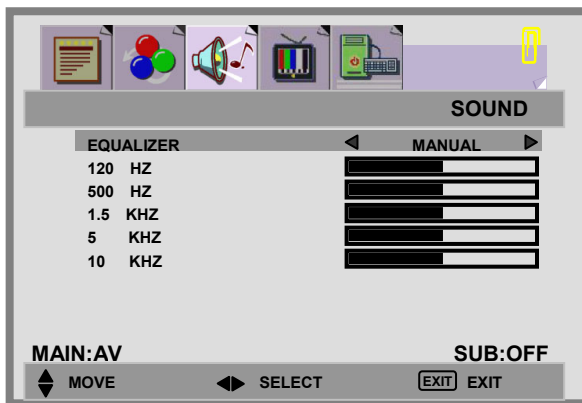 SOUND
EQUALIZER MANUAL
120 HZ
500 HZ
1.5 KHZ
5 KHZ
10 KHZ
MAIN:AV SUB:OFF
MOVE SELECT EXIT EXIT